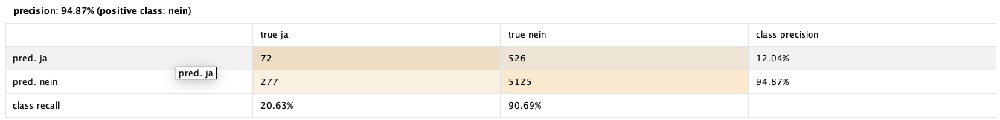 precision: 94.87% (positive class: nein)
true ja true nein class precision
pred. ja 72 526 12.04%
pred. ja
pred. nein 277 5125 94.87%
class recall 20.63% 90.69%